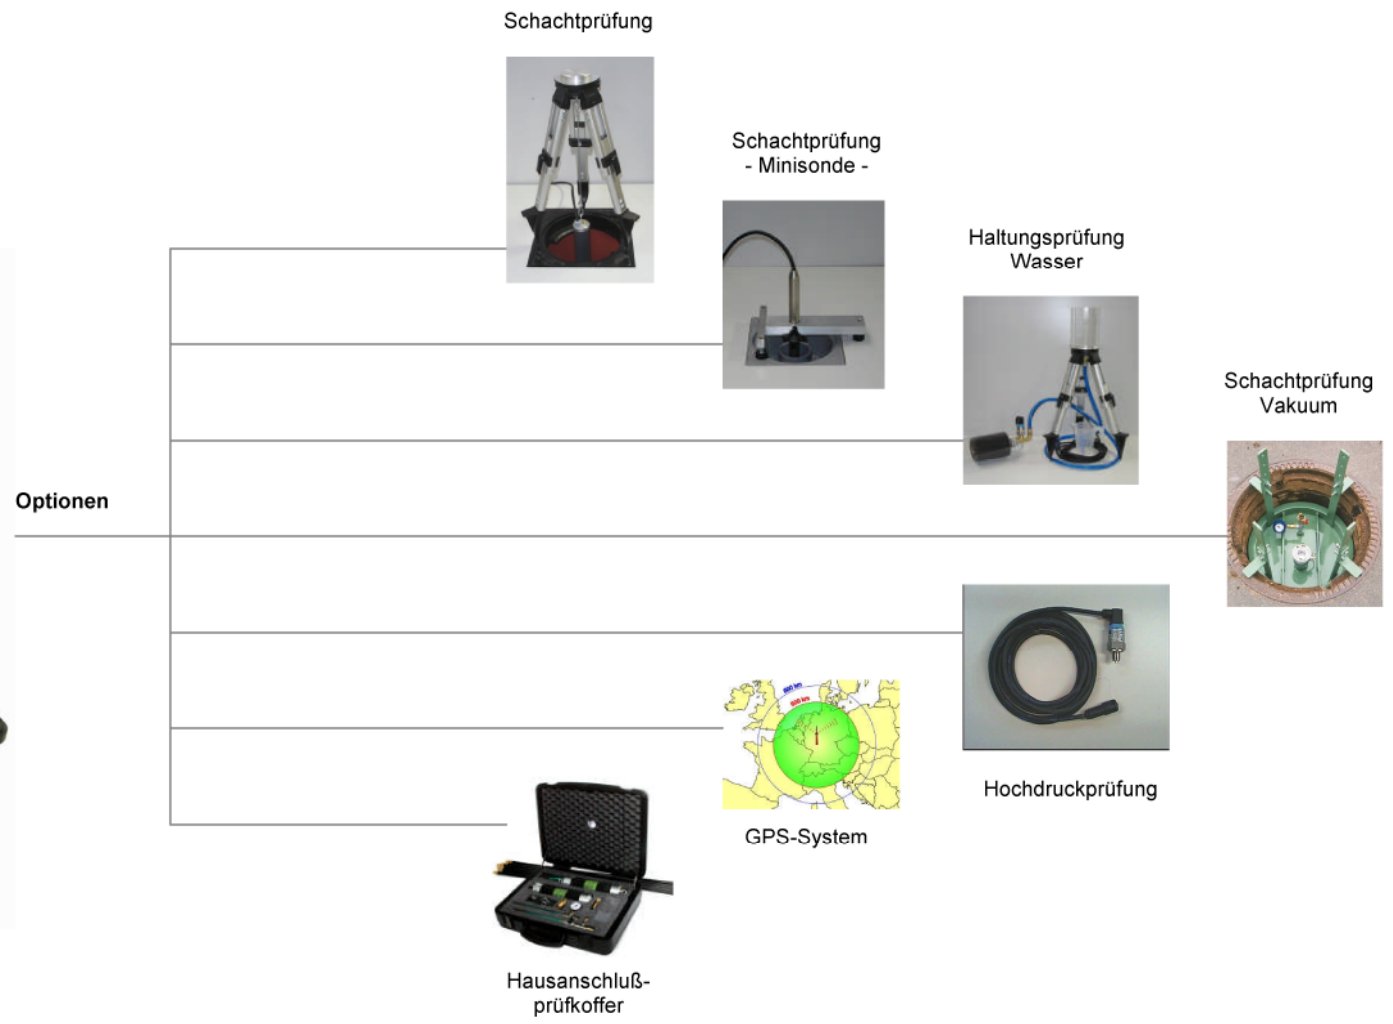 Schachtprüfung
Schachtprüfung
- Minisonde -
Haltungsprüfung
Wasser
Schachtprüfung
Vakuum
Optionen
Hochdruckprüfung
GPS-System
Hausanschluß-
prüfkoffer